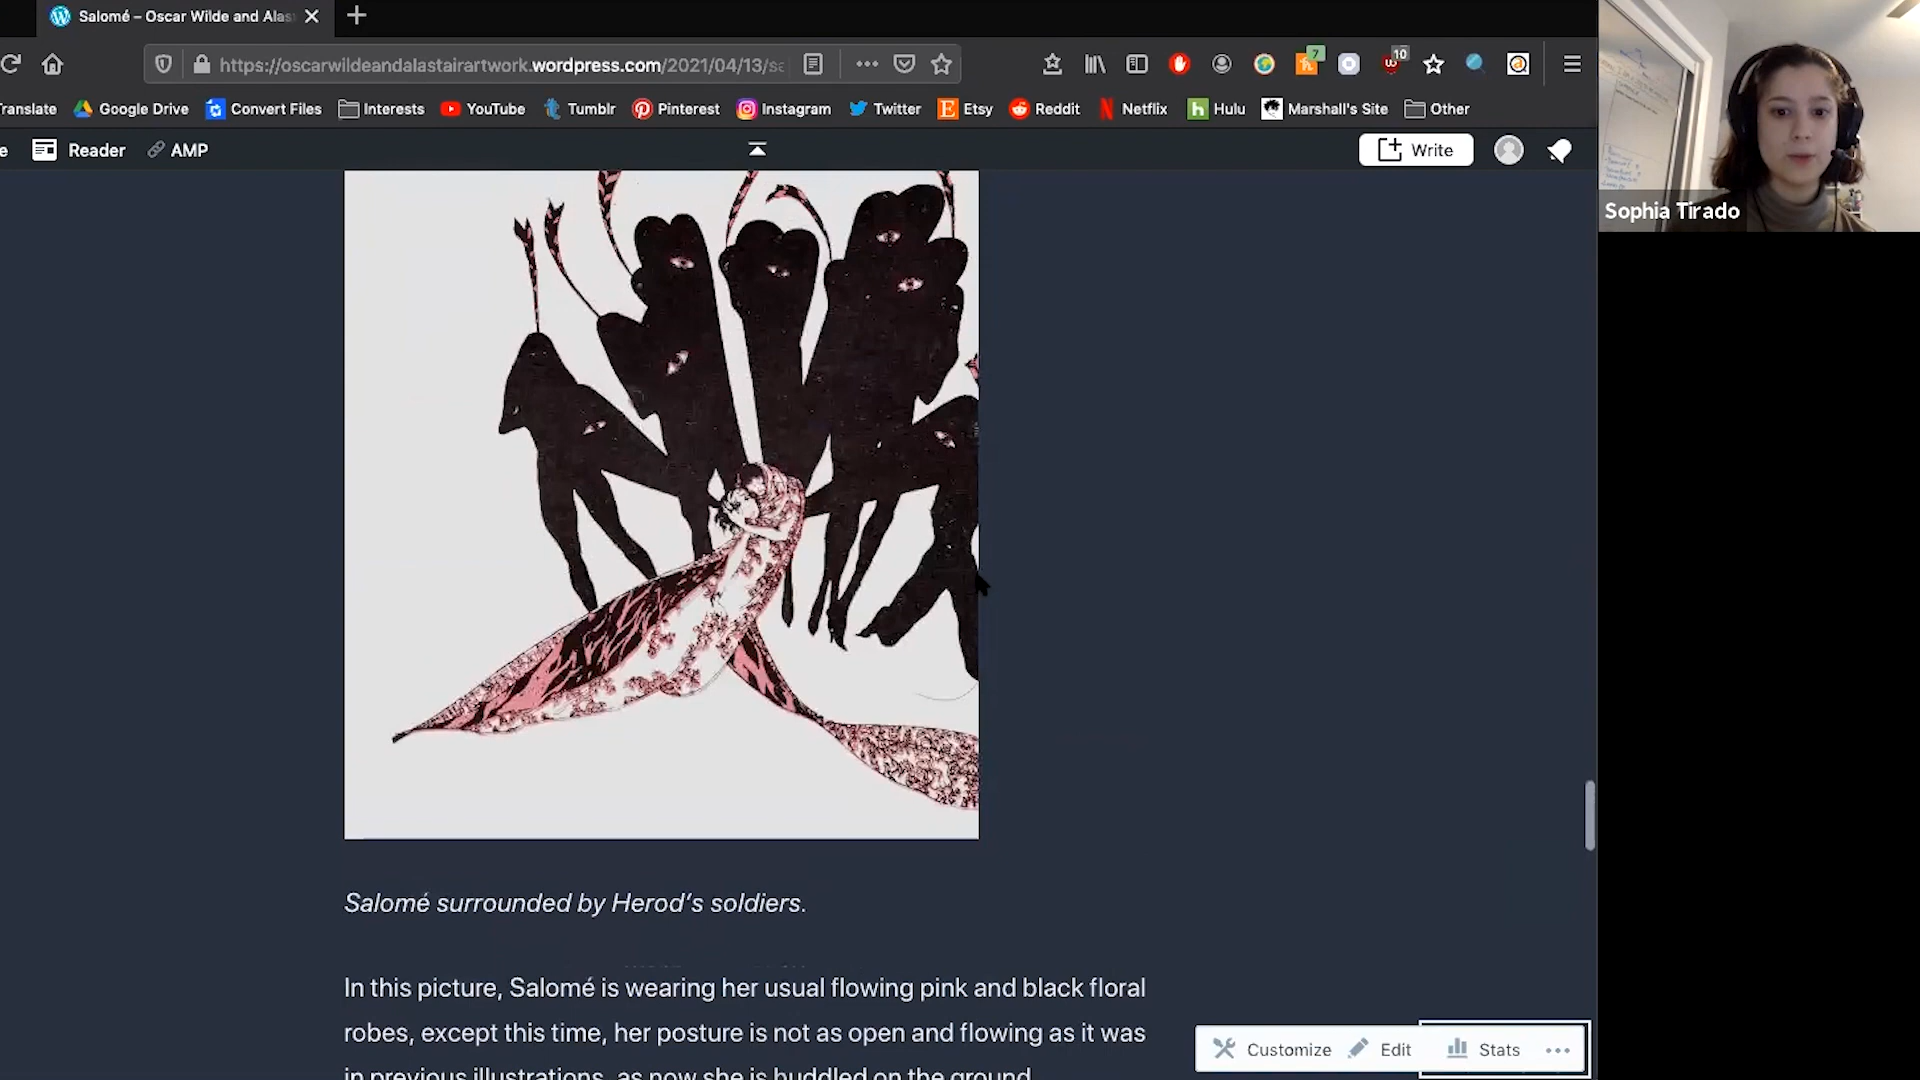 Salomé – Oscar Wilde and Alas
https://oscarwildeandalastairartwork.wordpress.com/2021/04/13/s
7
10
ranslate Google Drive Convert Files Interests YouTube Tumblr Pinterest Instagram Twitter Etsy Reddit Netflix Hulu Marshall's Site Other
e Reader AMP Write
Sophia Tirado
Salomé surrounded by Herod's soldiers.
In this picture, Salomé is wearing her usual flowing pink and black floral
robes, except this time, her posture is not as open and flowing as it was
in previous illustrations, as now she is huddled on the ground
Customize Edit Stats